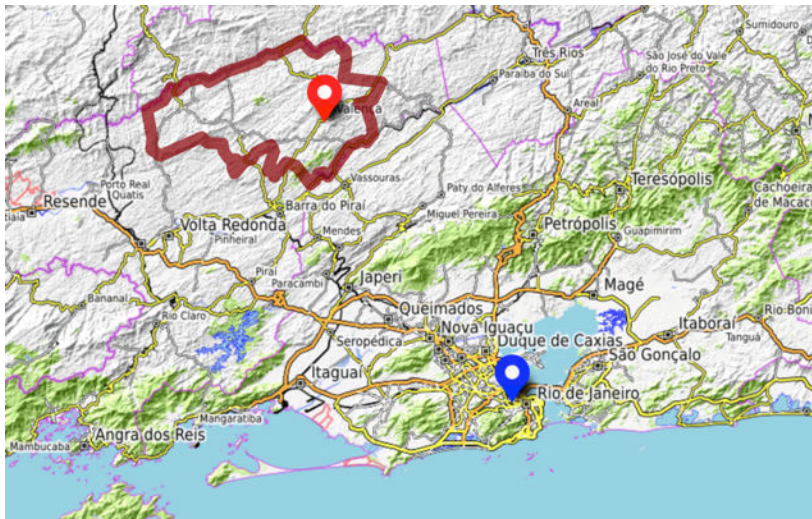 Sumidouro
Três Rios
Paraíba do Sul
São José do Vale
do Rio Preto
Valença
Areal
Vassouras
Paty do Alferes
Teresópolis
Porto Real
Quatis
Resende
Barra do Piraí
Miguel Pereira
Cachoeira
de Macacu
Volta Redonda
Pinheiral
Mendes
Petrópolis
Guapimirim
Piraí
Paracambi
Japeri
Magé
Bananal
Rio Claro
Queimados
Rio Boni
Seropédica
Nova Iguaçu
Duque de Caxias
Itaboraí
Tanguá
São Gonçalo
Itaguaí
Rio de Janeiro
Mangaratiba
Angra dos Reis
Mambucaba